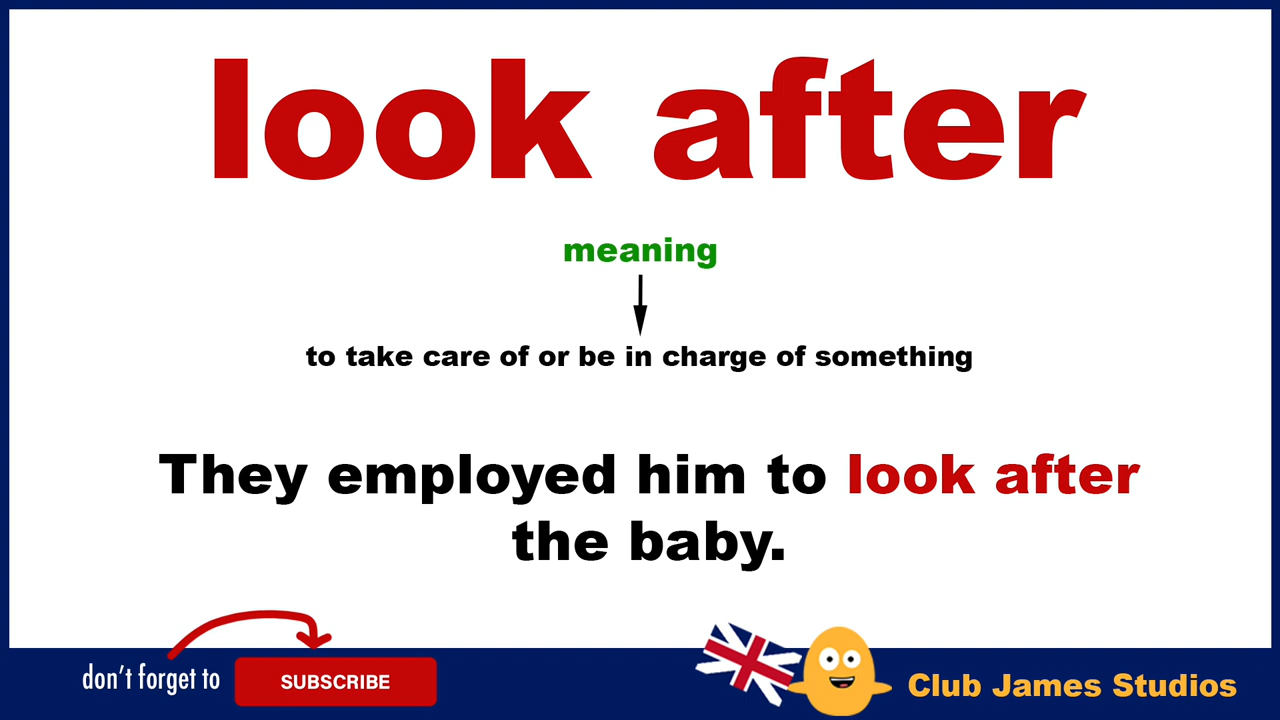 look after
meaning
to take care of or be in charge of something
They employed him to look after
the baby.
don't forget to
SUBSCRIBE
Club James Studios